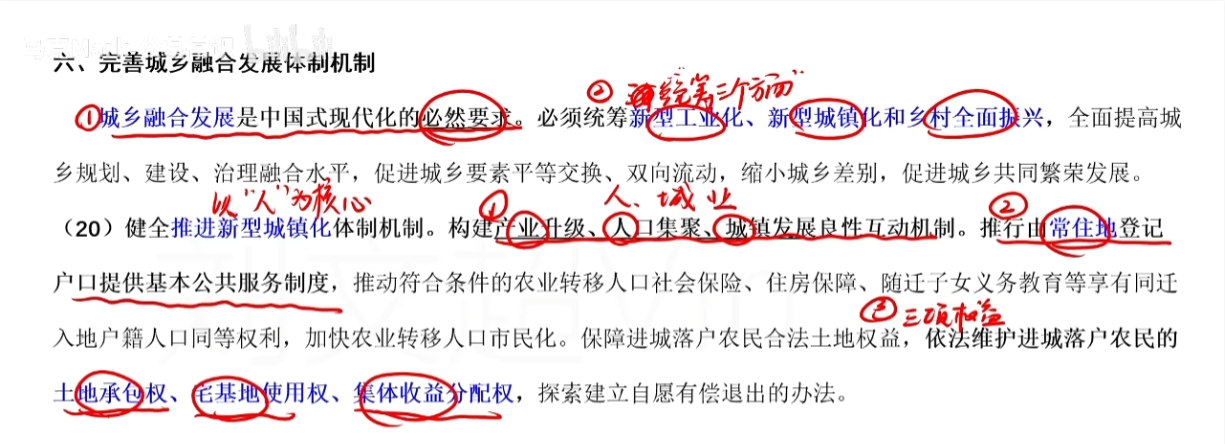 六、完善城乡融合发展体制机制
② "统筹三个方面"
①城乡融合发展是中国式现代化的必然要求。必须统筹新型工业化、新型城镇化和乡村全面振兴，全面提高城
乡规划、建设、治理融合水平，促进城乡要素平等交换、双向流动，缩小城乡差别，促进城乡共同繁荣发展。
以"人"为核心 ① 人、城 业 ②
（20）健全推进新型城镇化体制机制。构建产业升级、人口集聚、城镇发展良性互动机制。推行由常住地登记
户口提供基本公共服务制度，推动符合条件的农业转移人口社会保险、住房保障、随迁子女义务教育等享有同迁
③ 三项权益
入地户籍人口同等权利，加快农业转移人口市民化。保障进城落户农民合法土地权益，依法维护进城落户农民的
土地承包权、宅基地使用权、集体收益分配权，探索建立自愿有偿退出的办法。